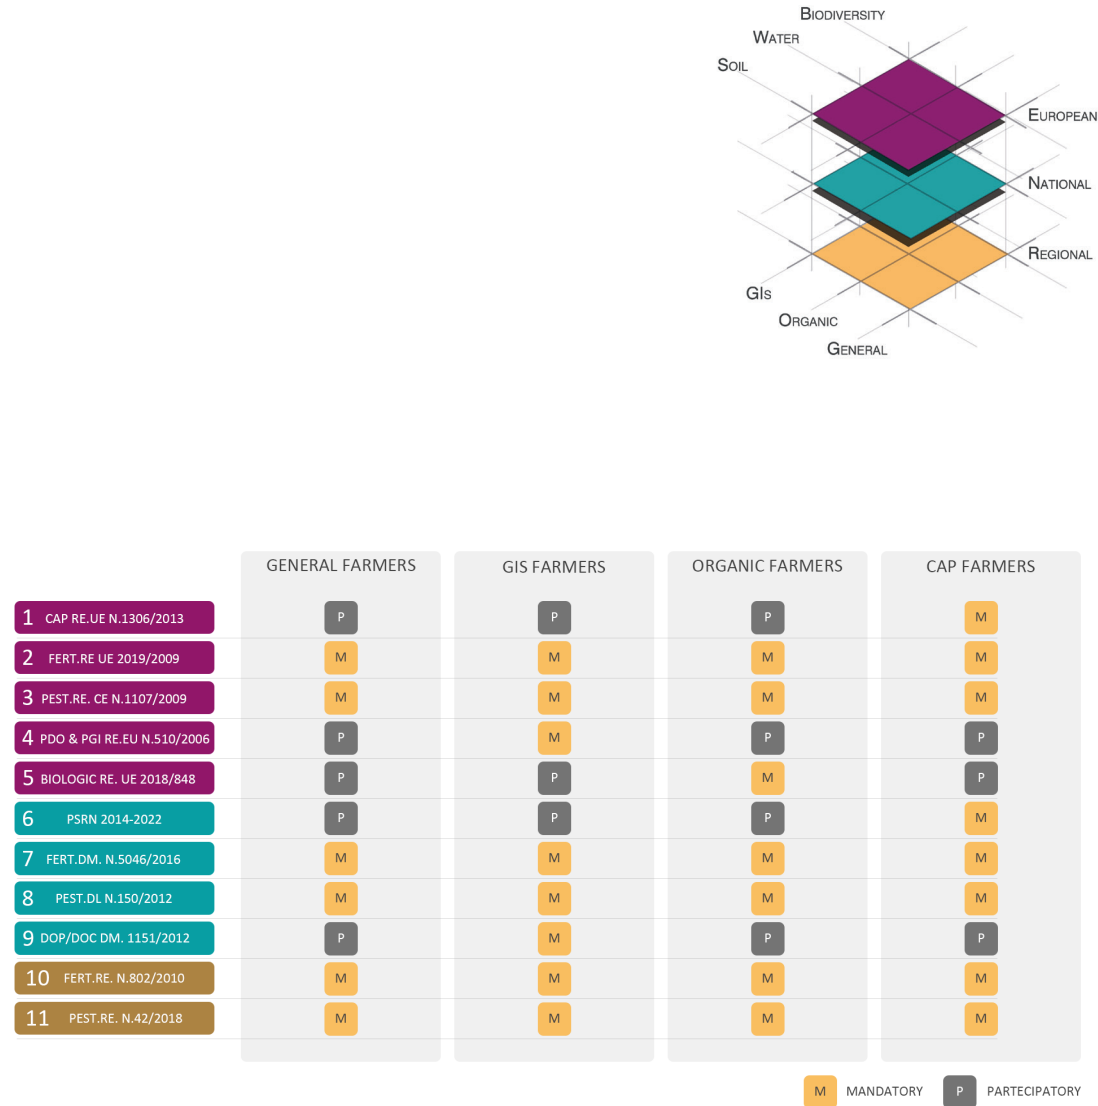 BIODIVERSITY
WATER
SOIL
EUROPEAN
NATIONAL
REGIONAL
GIS
ORGANIC
GENERAL
GENERAL FARMERS GIS FARMERS ORGANIC FARMERS CAP FARMERS
1 CAP RE.UE N.1306/2013 P P P M
2 FERT.RE UE 2019/2009 M M M M
3 PEST.RE. CE N.1107/2009 M M M M
4 PDO & PGI RE.EU N.510/2006 P M P P
5 BIOLOGIC RE. UE 2018/848 P P M P
6 PSRN 2014-2022 P P P M
7 FERT.DM. N.5046/2016 M M M M
8 PEST.DL N.150/2012 M M M M
9 DOP/DOC DM. 1151/2012 P M P P
10 FERT.RE. N.802/2010 M M M M
11 PEST.RE. N.42/2018 M M M M
M MANDATORY P PARTECIPATORY